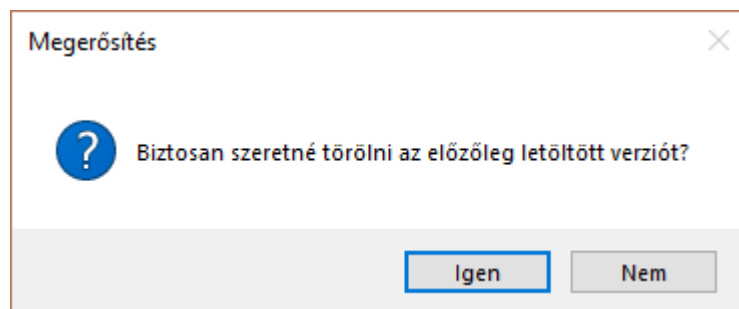 Megerősítés
Biztosan szeretné törölni az előzőleg letöltött verziót?
Igen
Nem